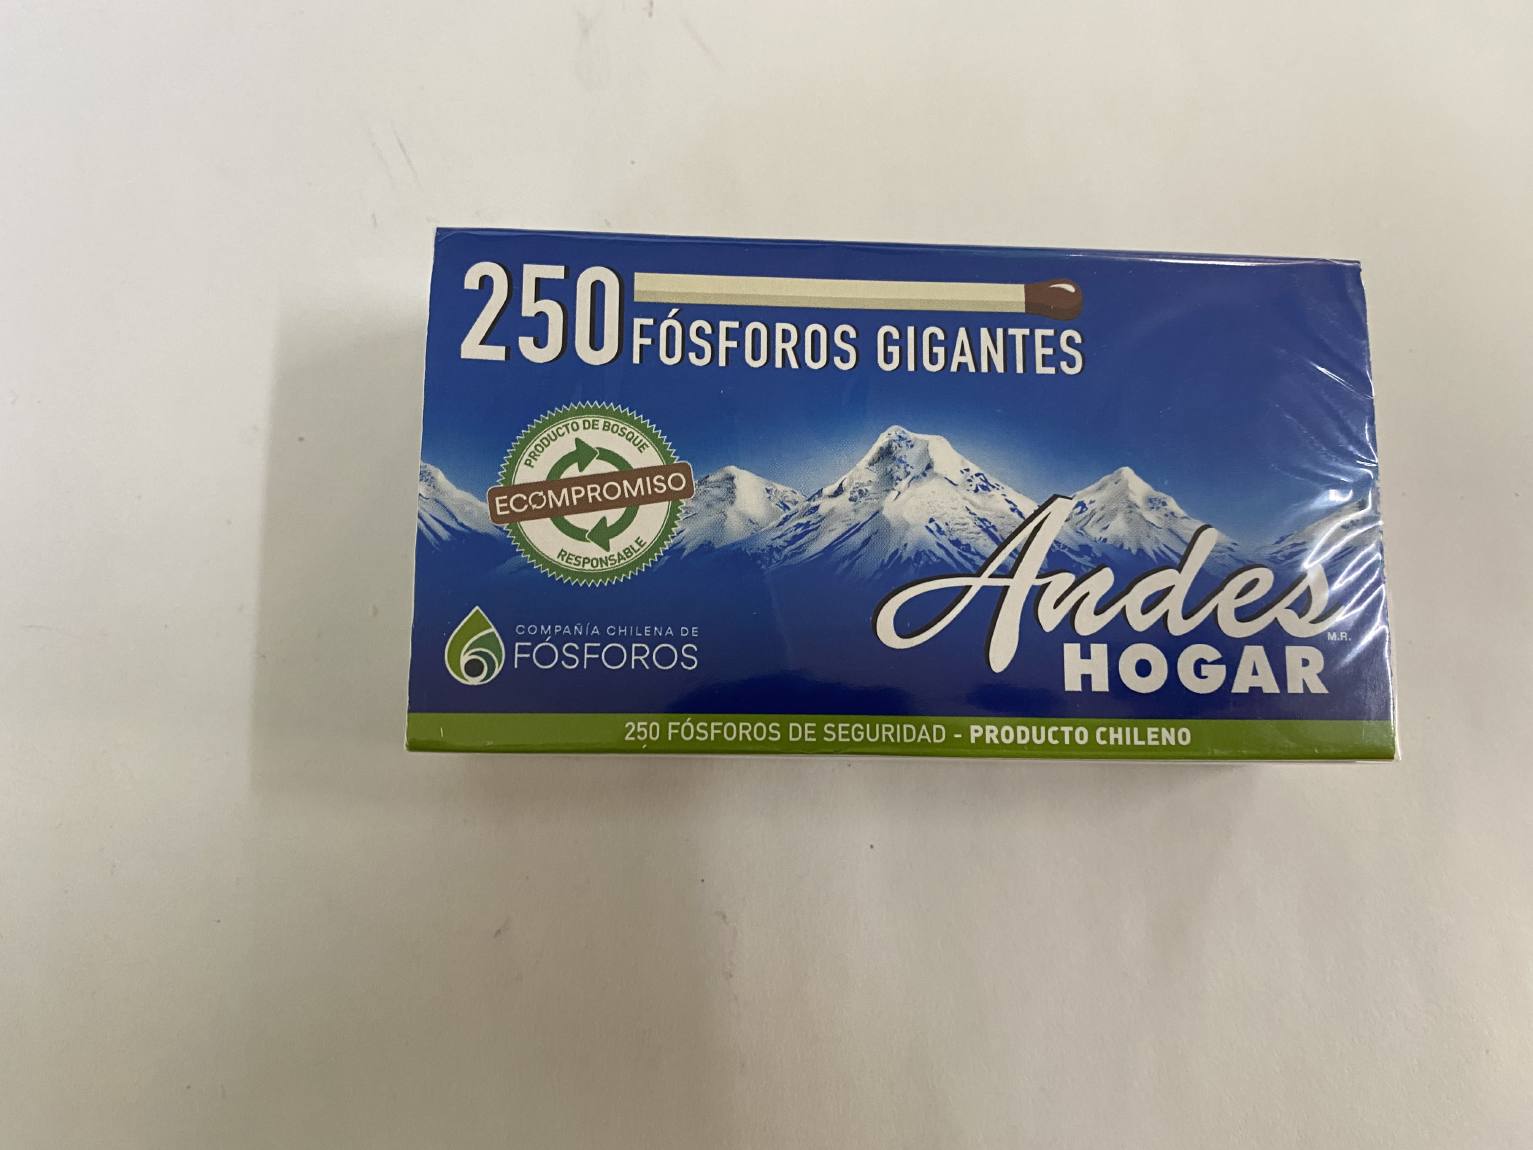 250 FÓSFOROS GIGANTES
PRODUCTO DE BOSQUE
ECOMPROMISO
RESPONSABLE
Andes
M.R.
HOGAR
COMPAÑÍA CHILENA DE
FÓSFOROS
250 FÓSFOROS DE SEGURIDAD - PRODUCTO CHILENO